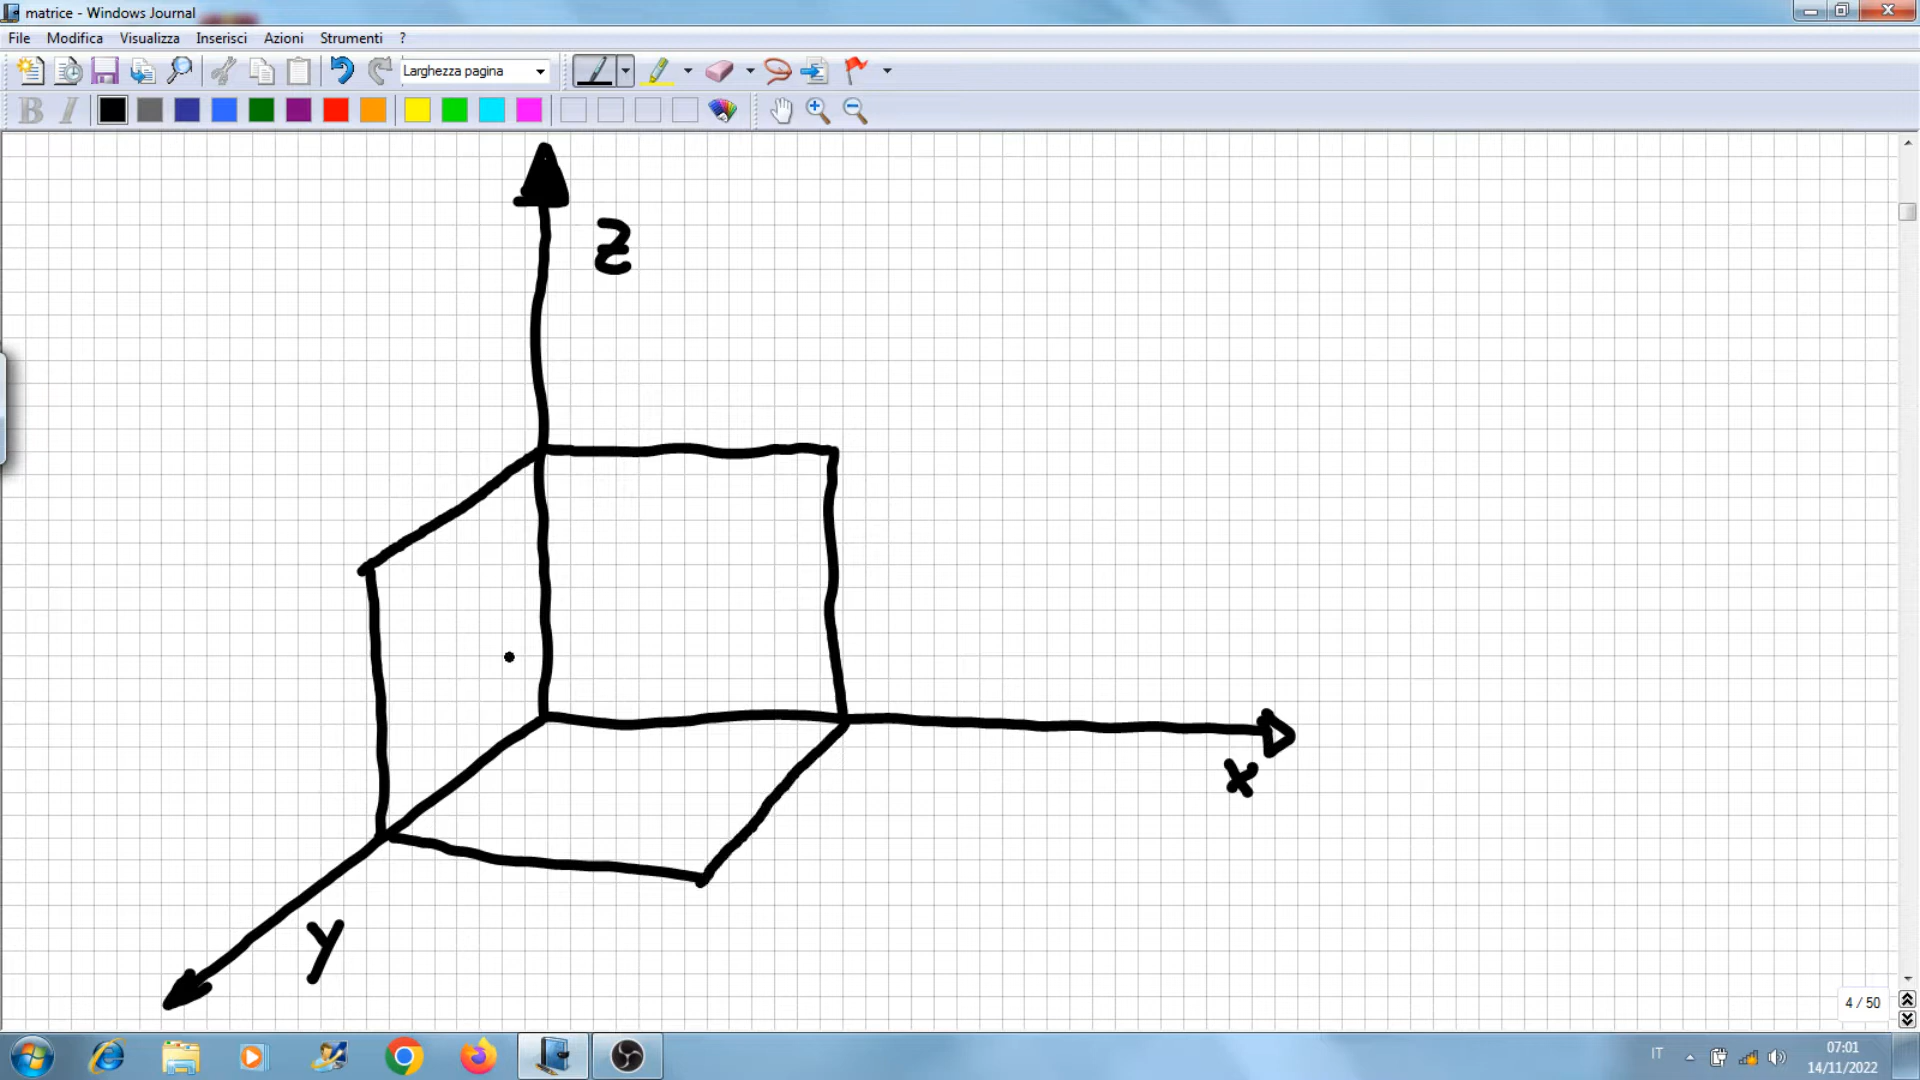 matrice - Windows Journal
File Modifica Visualizza Inserisci Azioni Strumenti ?
Larghezza pagina
B I
z
x
y
4 / 50
IT
07:01
14/11/2022